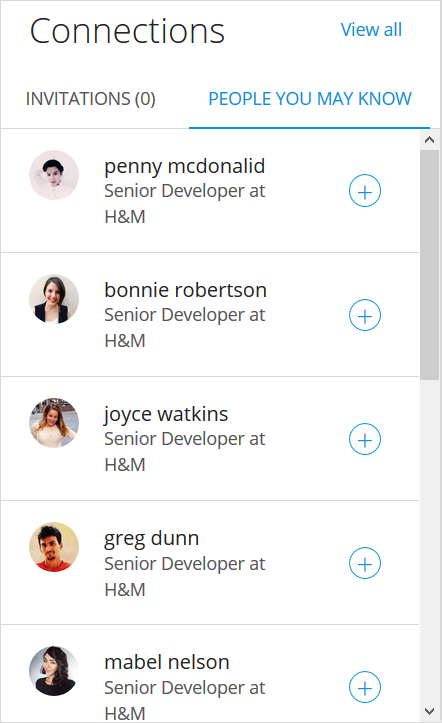 Connections
View all
INVITATIONS (0)
PEOPLE YOU MAY KNOW
penny mcdonalid
Senior Developer at
H&M
bonnie robertson
Senior Developer at
H&M
joyce watkins
Senior Developer at
H&M
greg dunn
Senior Developer at
H&M
mabel nelson
Senior Developer at
H&M